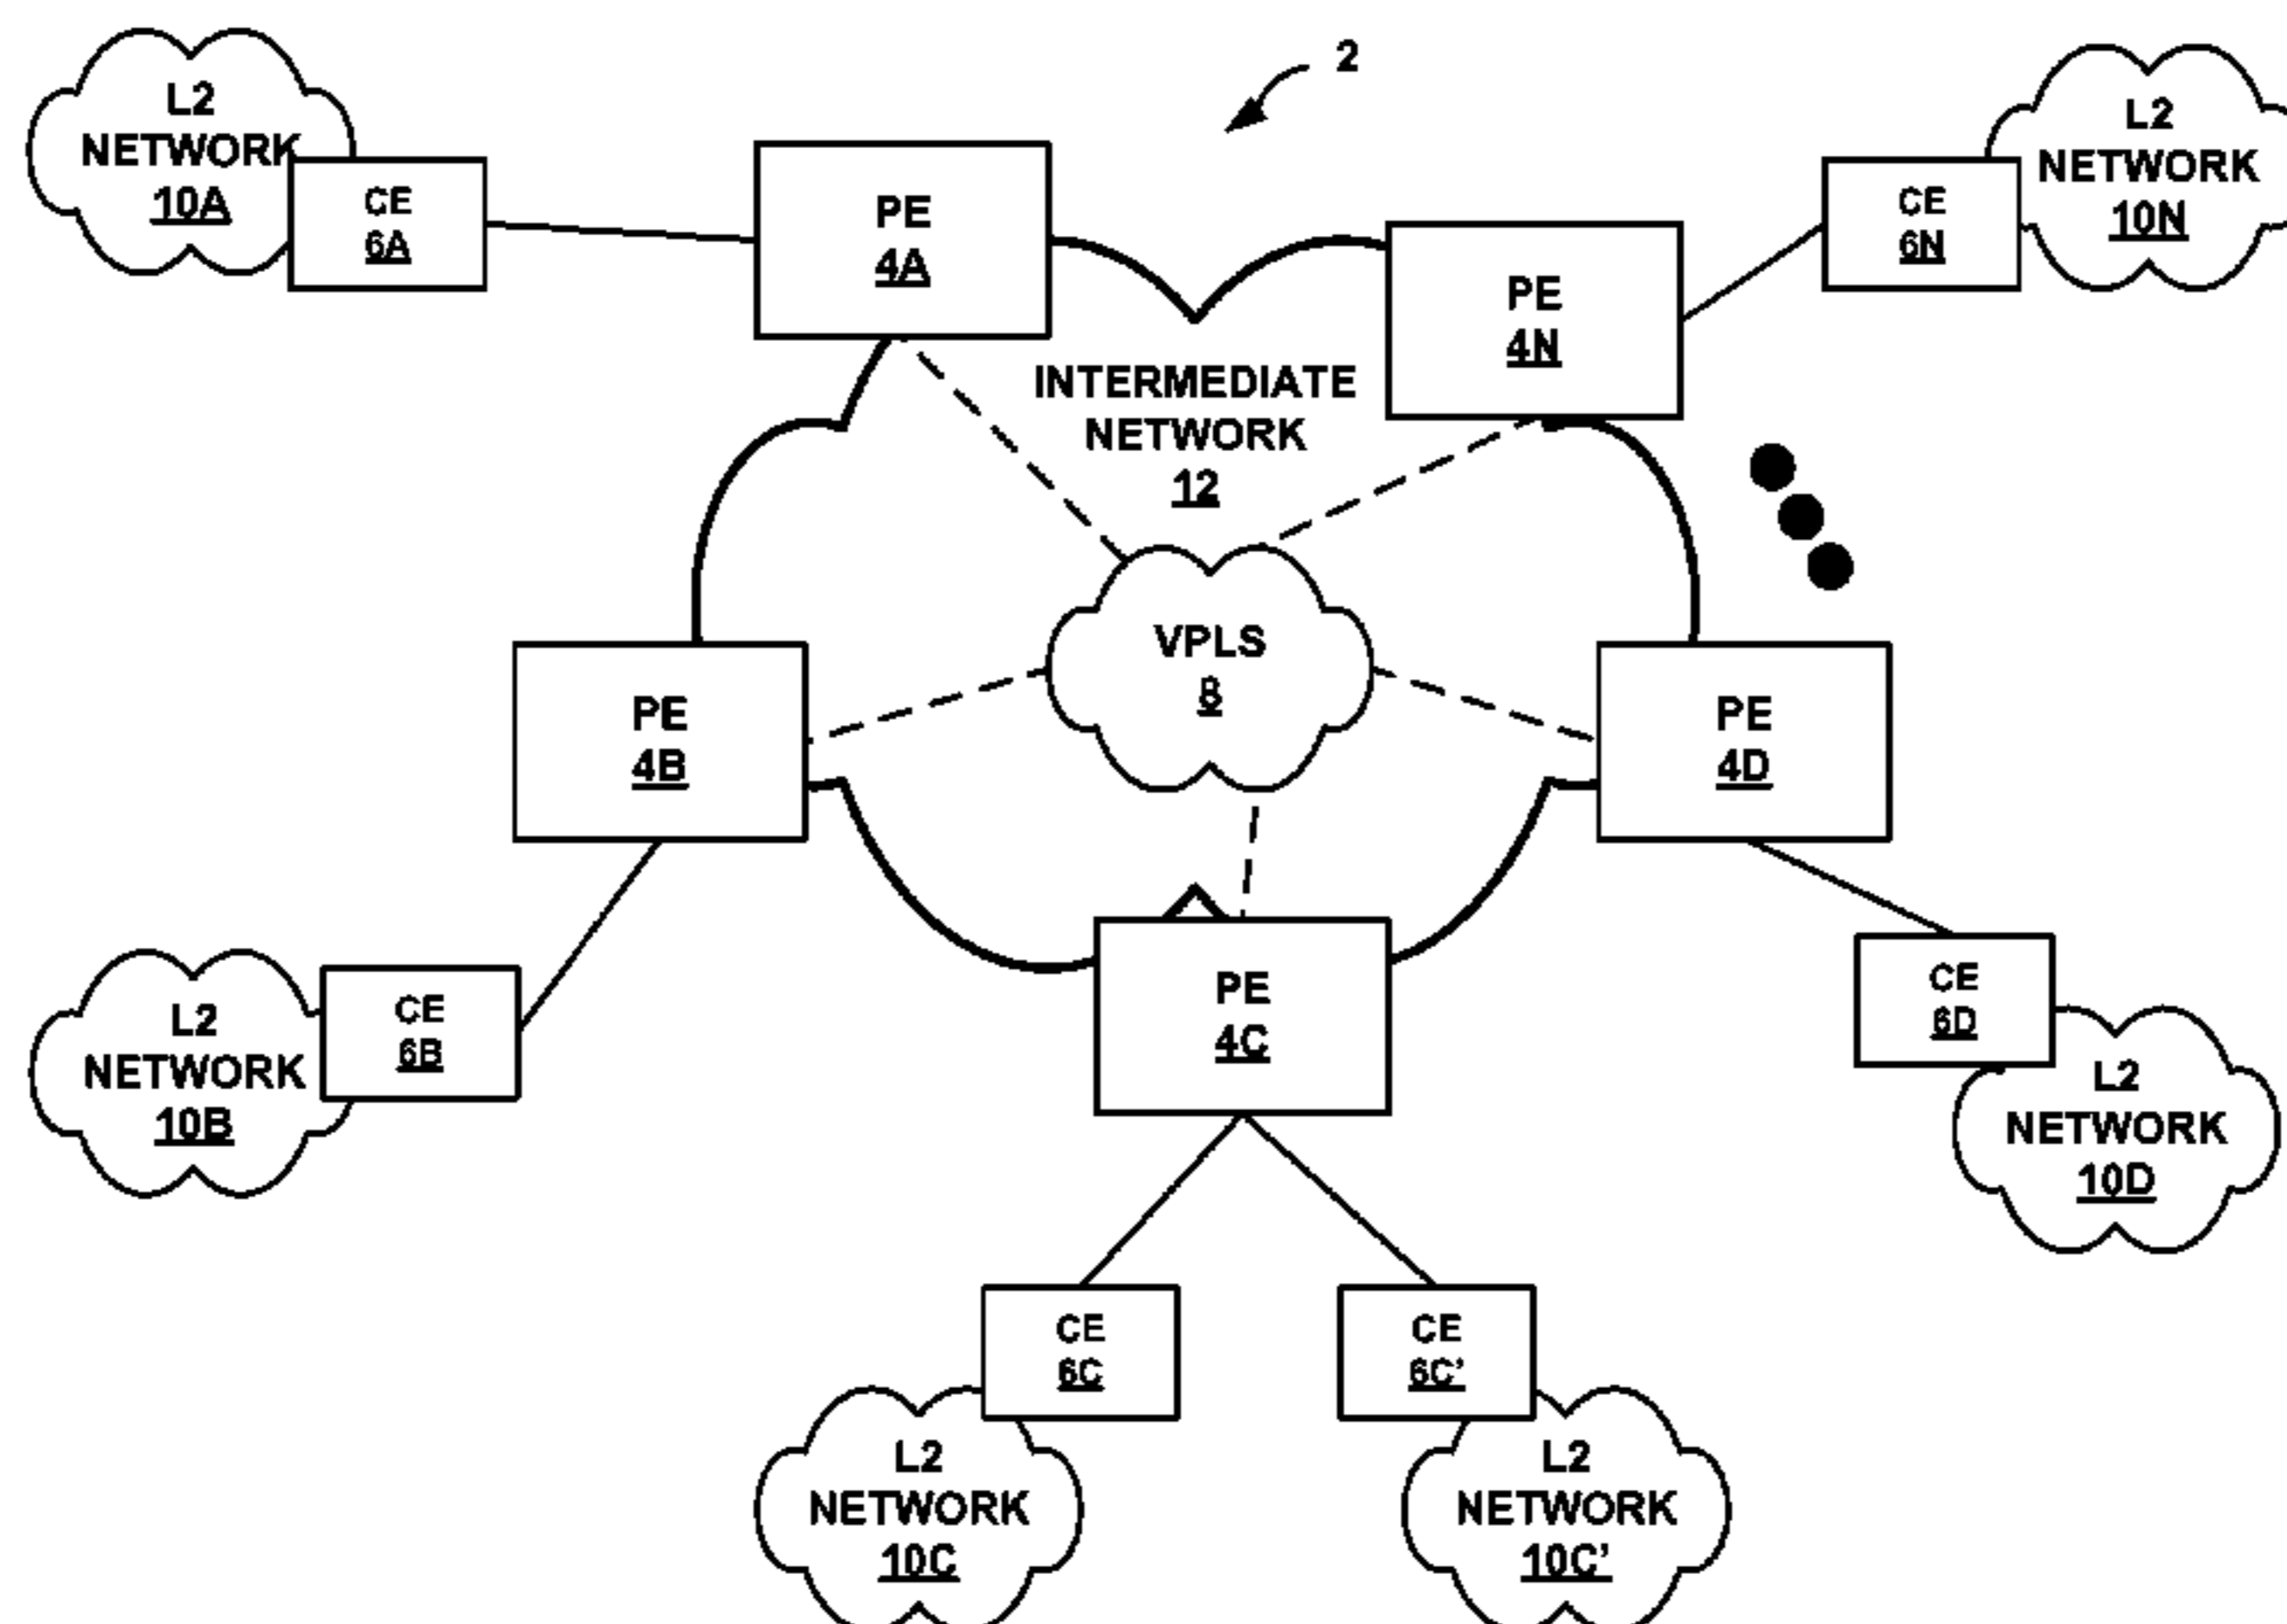 2
L2
NETWORK
10A
CE
6A
PE
4A
PE
4N
CE
6N
L2
NETWORK
10N
INTERMEDIATE
NETWORK
12
VPLS
8
PE
4B
PE
4D
L2
NETWORK
10B
CE
6B
PE
4C
CE
6D
L2
NETWORK
10D
CE
6C
CE
6C’
L2
NETWORK
10C
L2
NETWORK
10C’